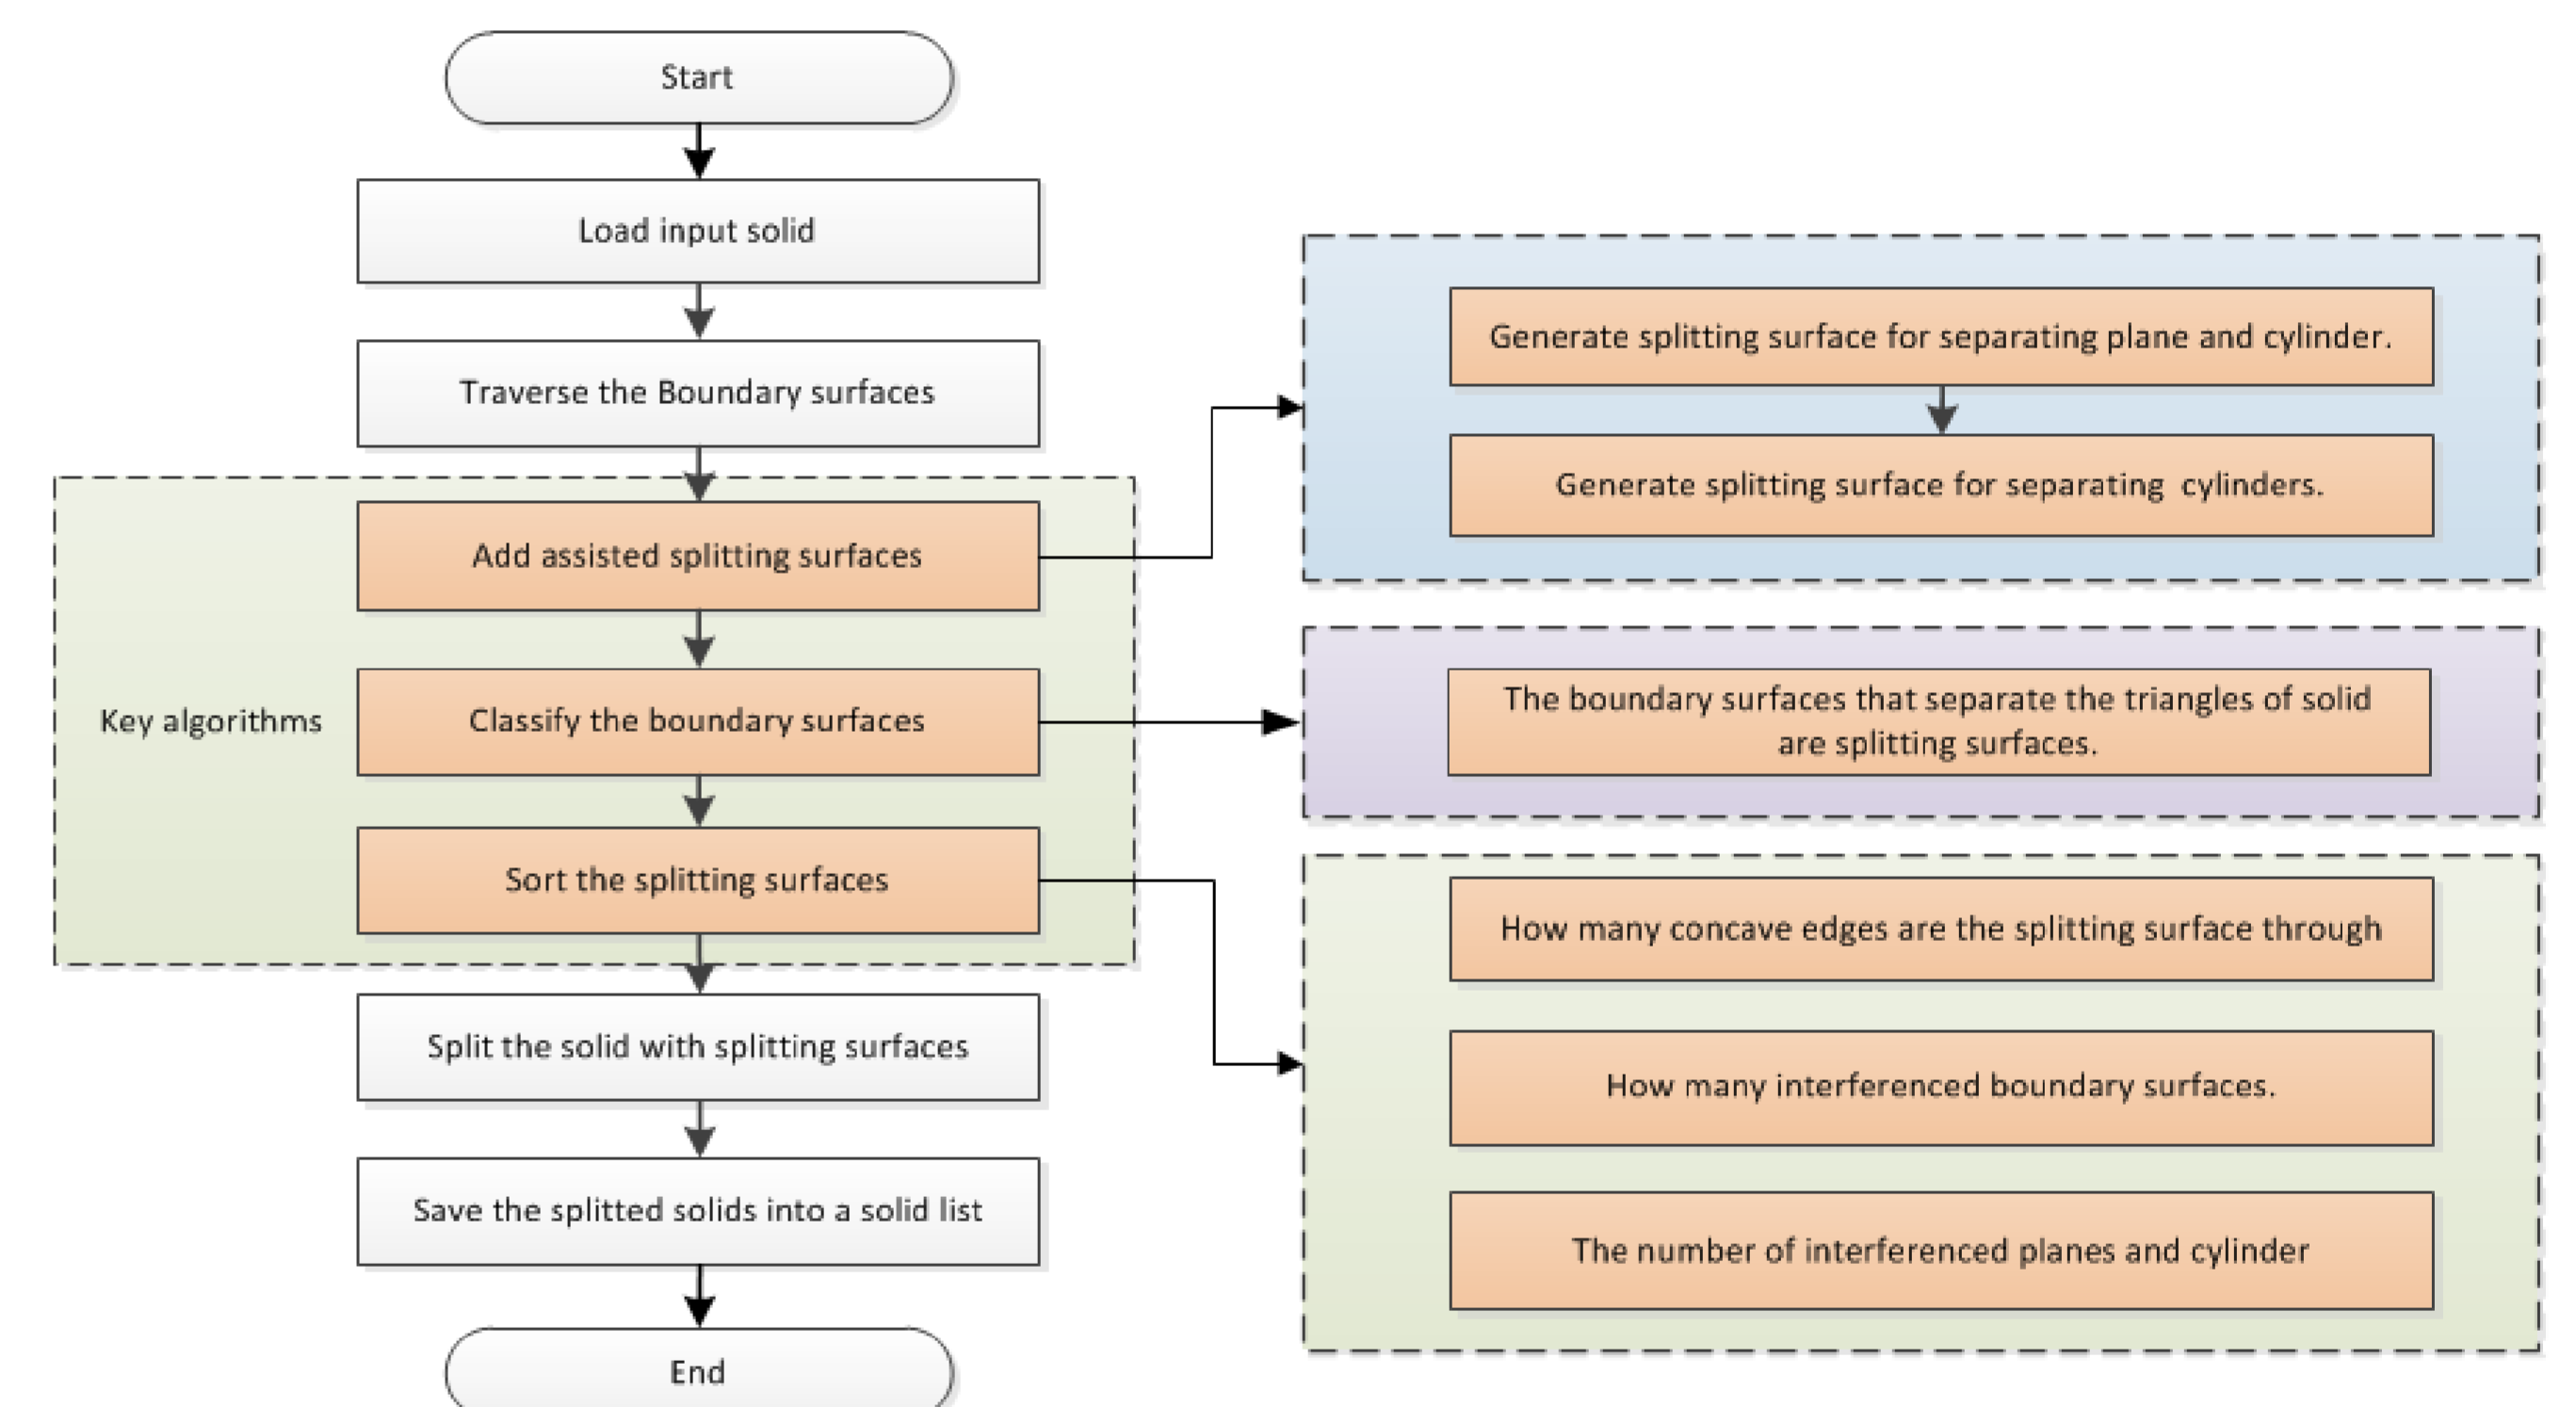 Start
Load input solid
Traverse the Boundary surfaces
Key algorithms
Add assisted splitting surfaces
Classify the boundary surfaces
Sort the splitting surfaces
Split the solid with splitting surfaces
Save the splitted solids into a solid list
End
Generate splitting surface for separating plane and cylinder.
Generate splitting surface for separating cylinders.
The boundary surfaces that separate the triangles of solid
are splitting surfaces.
How many concave edges are the splitting surface through
How many interferenced boundary surfaces.
The number of interferenced planes and cylinder